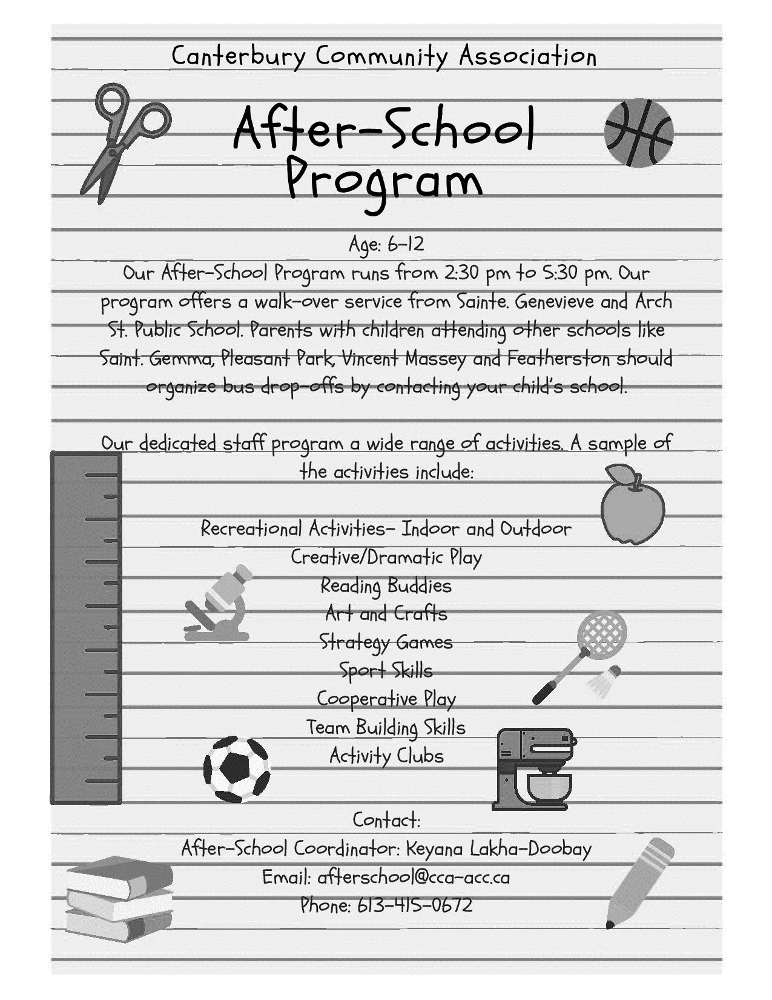 Canterbury Community Association
After-School
Program
Age: 6-12
Our After-School Program runs from 2:30 pm to 5:30 pm. Our
program offers a walk-over service from Sainte. Genevieve and Arch
St. Public School. Parents with children attending other schools like
Saint. Gemma, Pleasant Park, Vincent Massey and Featherston should
organize bus drop-offs by contacting your child's school.
Our dedicated staff program a wide range of activities. A sample of
the activities include:
Recreational Activities- Indoor and Outdoor
Creative/Dramatic Play
Reading Buddies
Art and Crafts
Strategy Games
Sport Skills
Cooperative Play
Team Building Skills
Activity Clubs
Contact:
After-School Coordinator: Keyana Lakha-Doobay
Email: afterschool@cca-acc.ca
Phone: 613-415-0672